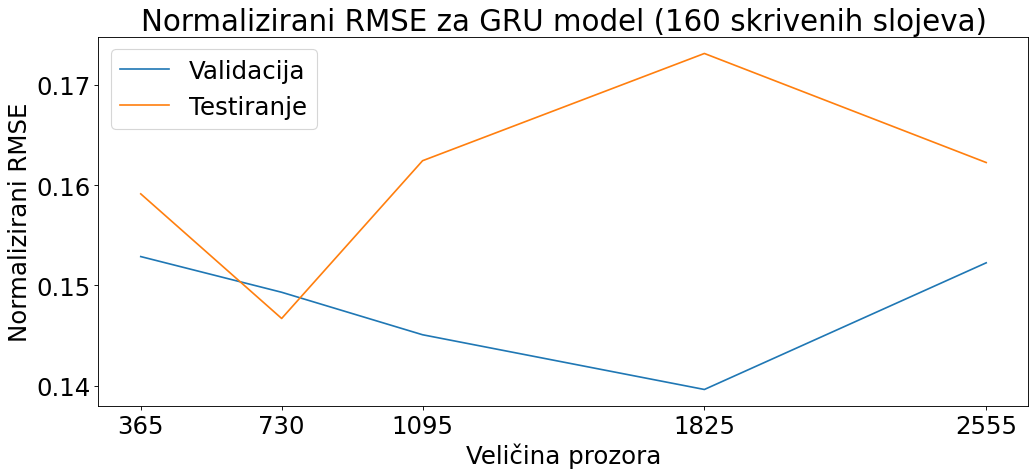 Normalizirani RMSE za GRU model (160 skrivenih slojeva)
Validacija
Testiranje
Normalizirani RMSE
0.17
0.16
0.15
0.14
365 730 1095 1825 2555
Veličina prozora